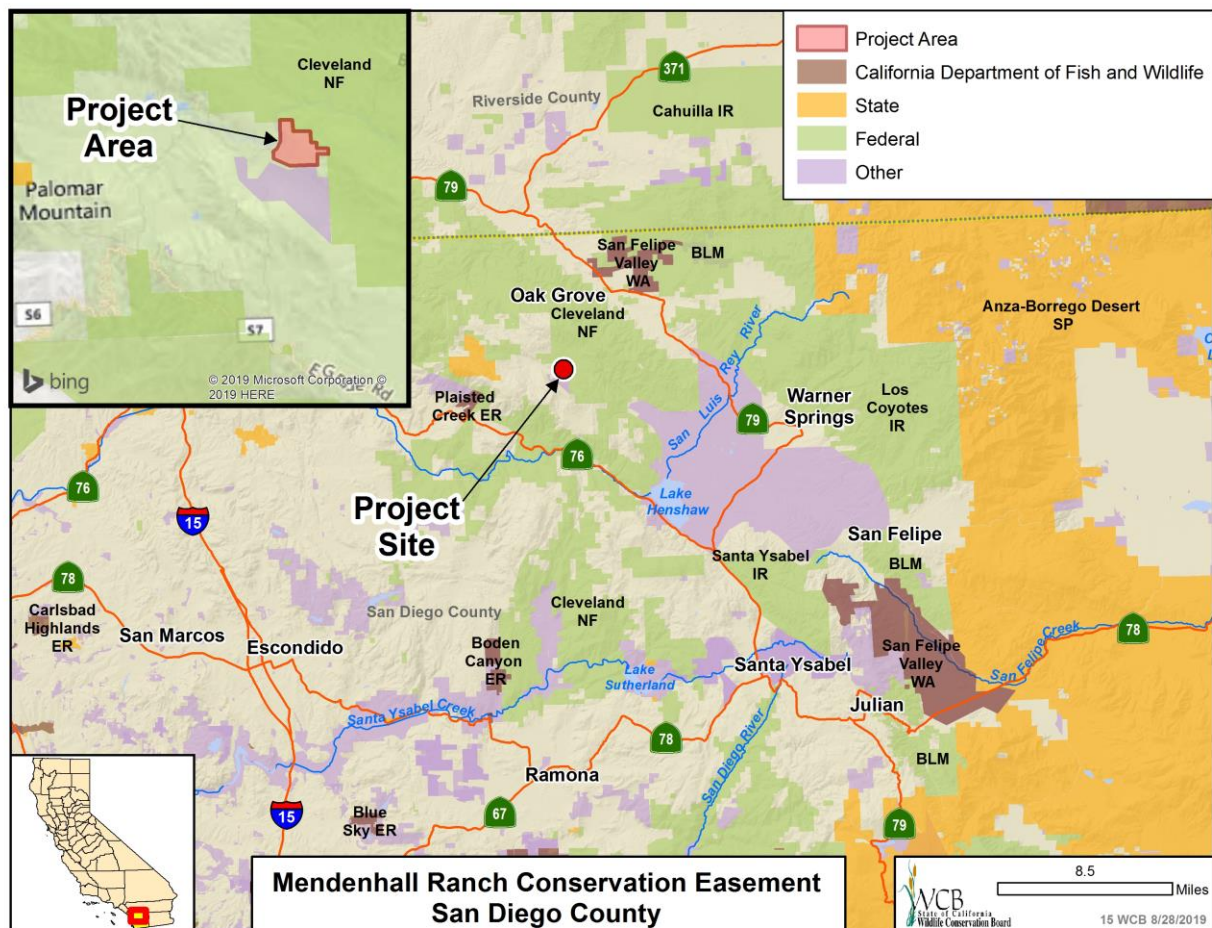 Cleveland
NF
Project
Area
Palomar
Mountain
S6
S7
E Grade Rd
bing
© 2019 Microsoft Corporation ©
2019 HERE
Project Area
California Department of Fish and Wildlife
State
Federal
Other
371
Riverside County
Cahuilla IR
79
San Felipe
Valley
WA
BLM
Oak Grove
Cleveland
NF
Anza-Borrego Desert
SP
San Luis Rey River
Plaisted
Creek ER
Warner
Springs
Los
Coyotes
IR
79
76
76
Project
Site
Lake
Henshaw
15
San Felipe
BLM
Santa Ysabel
IR
78
Carlsbad
Highlands
ER
San Marcos
Escondido
San Diego County
Cleveland
NF
Boden
Canyon
ER
Lake
Sutherland
Santa Ysabel
San Felipe
Valley
WA
San Felipe Creek
78
Julian
Santa Ysabel Creek
78
San Diego River
BLM
Ramona
15
Blue
Sky ER
67
79
Mendenhall Ranch Conservation Easement
San Diego County
WCB
State of California
Wildlife Conservation Board
8.5
Miles
15 WCB 8/28/2019